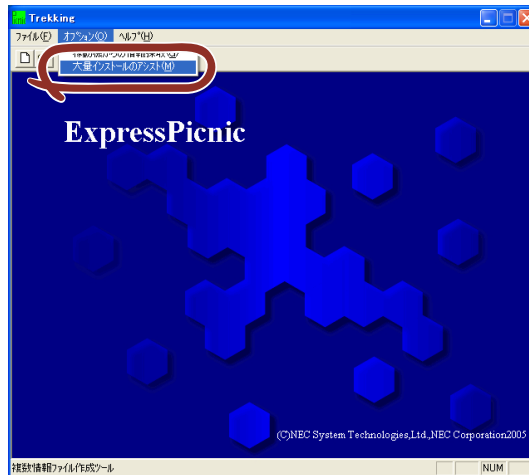 Trekking
ファイル(F) オプション(O) ヘルプ(H)
大量インストールのアシスト(M)
ExpressPicnic
(C)NEC System Technologies,Ltd.,NEC Corporation2005
複数情報ファイル作成ツール
NUM